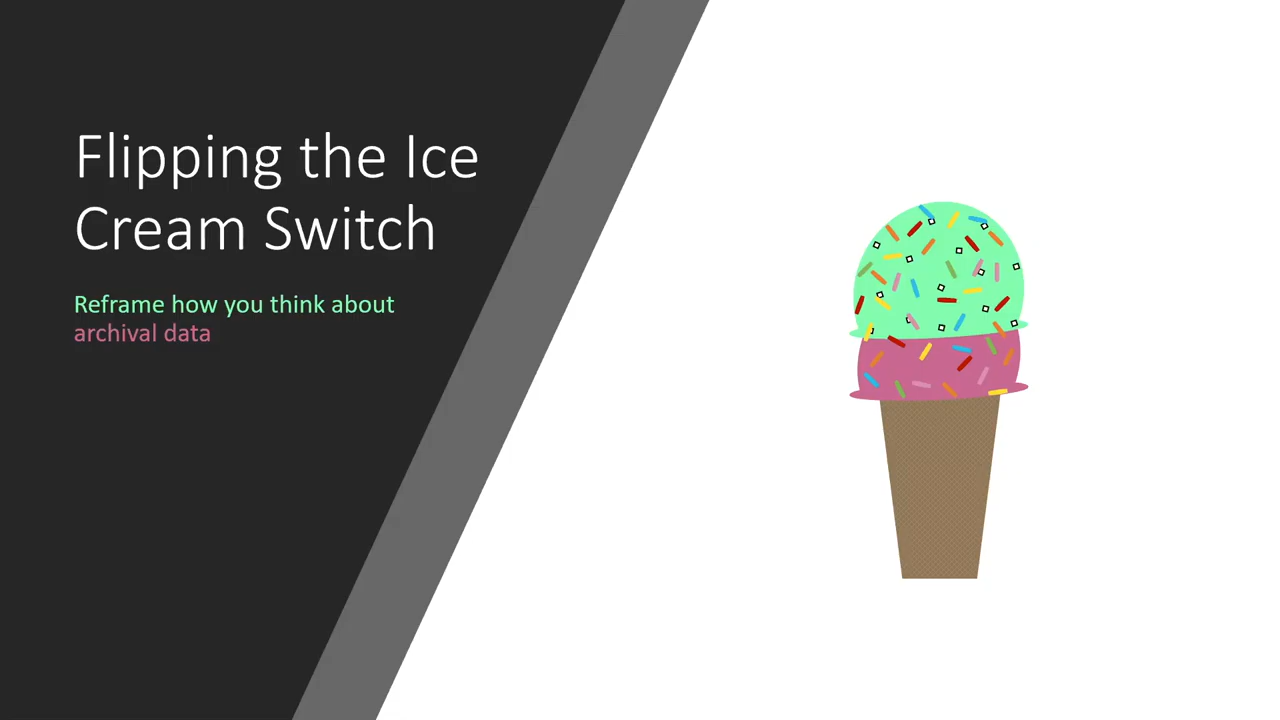 Flipping the Ice
Cream Switch
Reframe how you think about
archival data